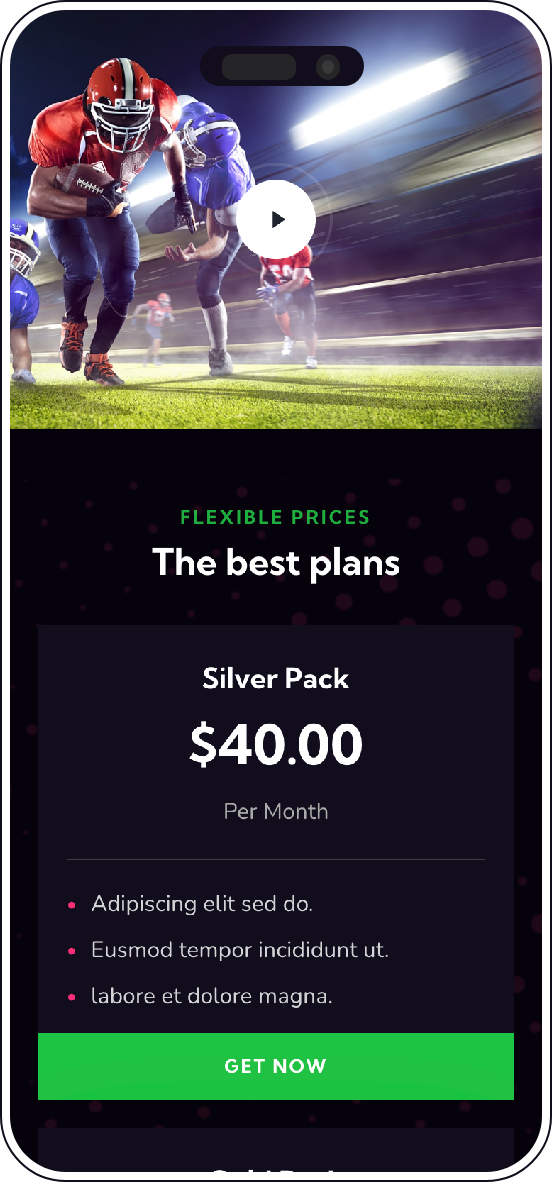 FLEXIBLE PRICES
The best plans
Silver Pack
$40.00
Per Month
Adipiscing elit sed do.
Eusmod tempor incididunt ut.
labore et dolore magna.
GET NOW